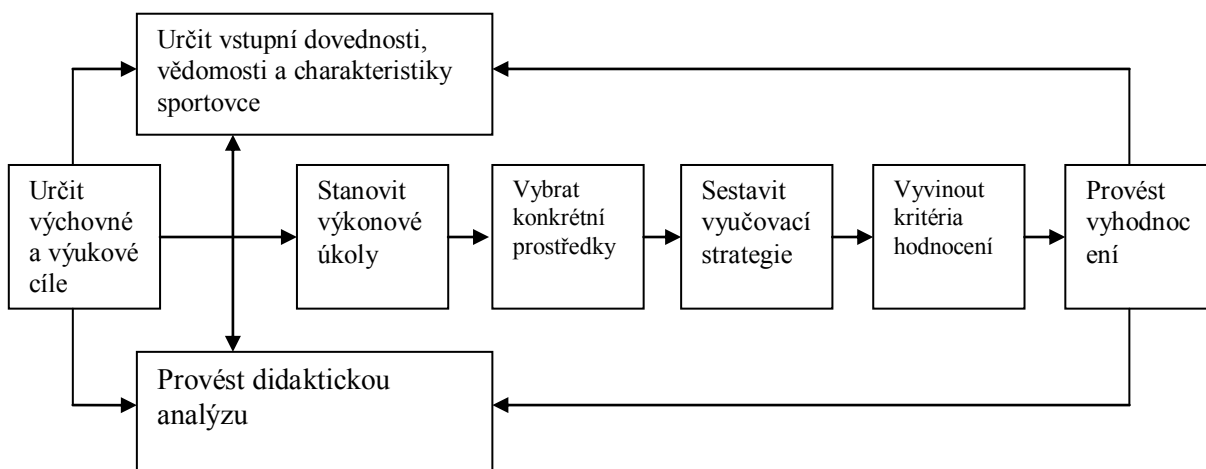 Určit vstupní dovednosti,
vědomosti a charakteristiky
sportovce
Určit
výchovné
a výukové
cíle
Stanovit
výkonové
úkoly
Vybrat
konkrétní
prostředky
Sestavit
vyučovací
strategie
Vyvinout
kritéria
hodnocení
Provést
vyhodnoc
ení
Provést didaktickou
analýzu